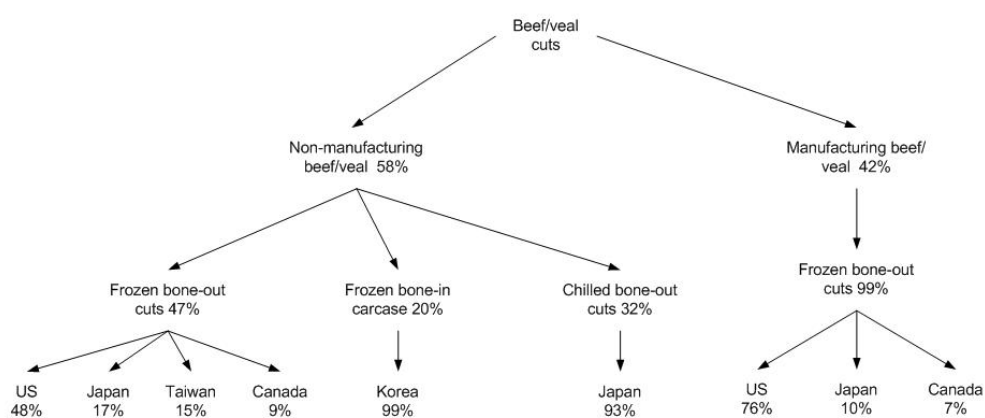 Beef/veal
cuts
Non-manufacturing
beef/veal 58%
Manufacturing beef/
veal 42%
Frozen bone-out
cuts 47%
Frozen bone-in
carcase 20%
Chilled bone-out
cuts 32%
Frozen bone-out
cuts 99%
US
48%
Japan
17%
Taiwan
15%
Canada
9%
Korea
99%
Japan
93%
US
76%
Japan
10%
Canada
7%